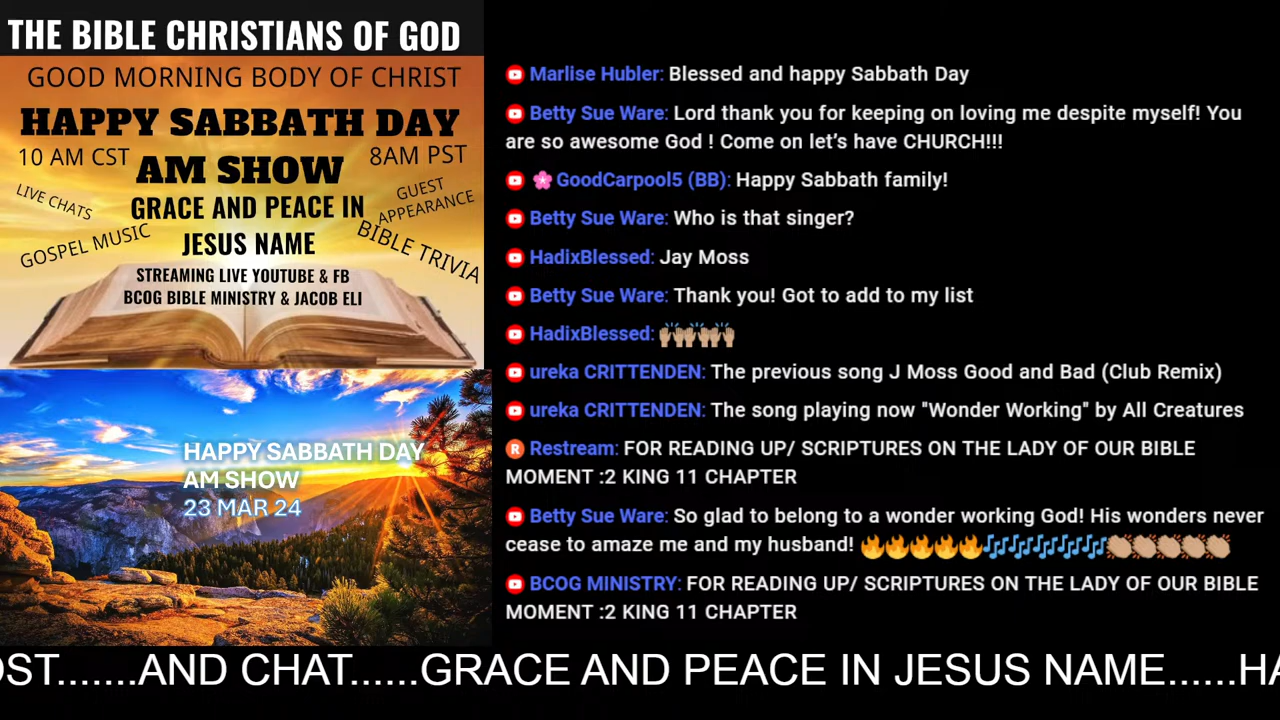 THE BIBLE CHRISTIANS OF GOD
GOOD MORNING BODY OF CHRIST
HAPPY SABBATH DAY
10 AM CST
AM SHOW
8AM PST
LIVE CHATS
GRACE AND PEACE IN
GUEST
APPEARANCE
GOSPEL MUSIC
JESUS NAME
BIBLE TRIVIA
STREAMING LIVE YOUTUBE & FB
BCOG BIBLE MINISTRY & JACOB ELI
HAPPY SABBATH DAY
AM SHOW
23 MAR 24
Marlise Hubler: Blessed and happy Sabbath Day
Betty Sue Ware: Lord thank you for keeping on loving me despite myself! You
are so awesome God ! Come on let’s have CHURCH!!!
🌸 GoodCarpool5 (BB): Happy Sabbath family!
Betty Sue Ware: Who is that singer?
HadixBlessed: Jay Moss
Betty Sue Ware: Thank you! Got to add to my list
HadixBlessed: 🙌🏽🙌🏽🙌🏽
ureka CRITTENDEN: The previous song J Moss Good and Bad (Club Remix)
ureka CRITTENDEN: The song playing now "Wonder Working" by All Creatures
R Restream: FOR READING UP/ SCRIPTURES ON THE LADY OF OUR BIBLE
MOMENT :2 KING 11 CHAPTER
Betty Sue Ware: So glad to belong to a wonder working God! His wonders never
cease to amaze me and my husband! 🔥🔥🔥🔥🔥🎶🎶🎶🎶🎶🎶👏🏼👏🏼👏🏼👏🏼👏🏼
BCOG MINISTRY: FOR READING UP/ SCRIPTURES ON THE LADY OF OUR BIBLE
MOMENT :2 KING 11 CHAPTER
OST.......AND CHAT......GRACE AND PEACE IN JESUS NAME......HA